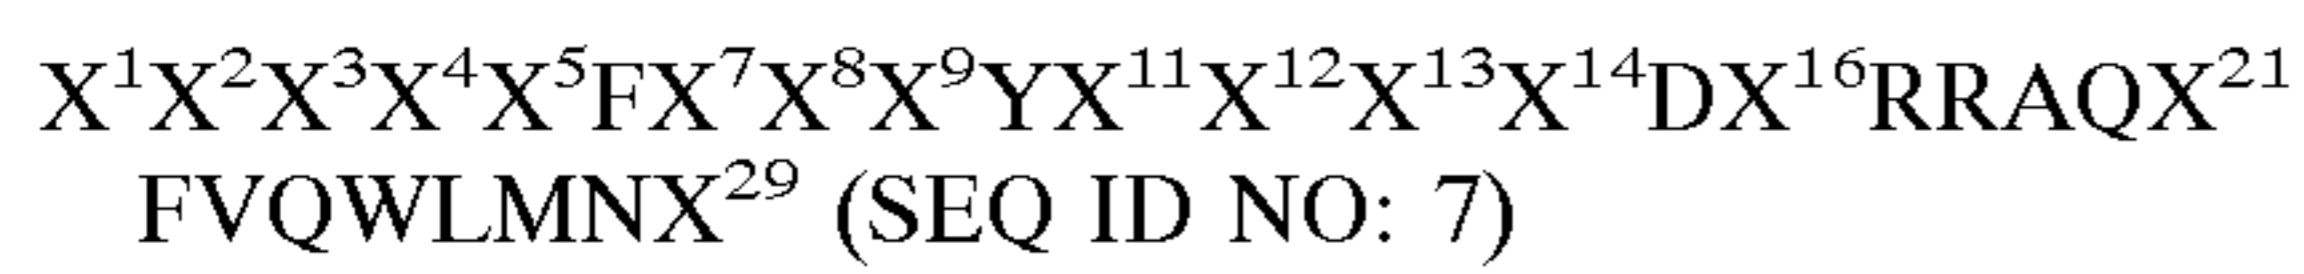 X¹X²X³X⁴X⁵FX⁷X⁸X⁹YX¹¹X¹²X¹³X¹⁴DX¹⁶RRAQX²¹
FVQWLMNX²⁹ (SEQ ID NO: 7)